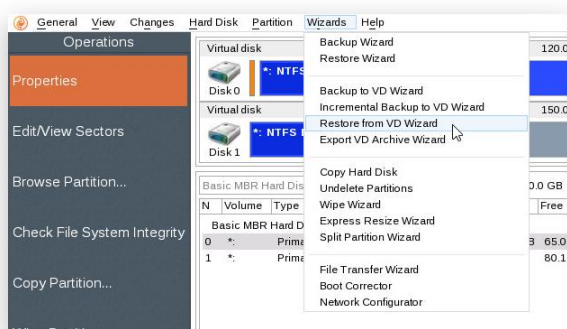 General View Changes Hard Disk Partition Wizards Help
Operations
Properties
Edit/View Sectors
Browse Partition...
Check File System Integrity
Copy Partition...
Virtual disk
120.0
*: NTFS
Disk 0
Virtual disk
150.0
*: NTFS
Disk 1
Backup Wizard
Restore Wizard
Backup to VD Wizard
Incremental Backup to VD Wizard
Restore from VD Wizard
Export VD Archive Wizard
Copy Hard Disk
Undelete Partitions
Wipe Wizard
Express Resize Wizard
Split Partition Wizard
File Transfer Wizard
Boot Corrector
Network Configurator
Basic MBR Hard Dis
0.0 GB
N Volume Type
Free
Basic MBR Hard D
0 *: Prima
B 65.0
1 *: Prima
80.1